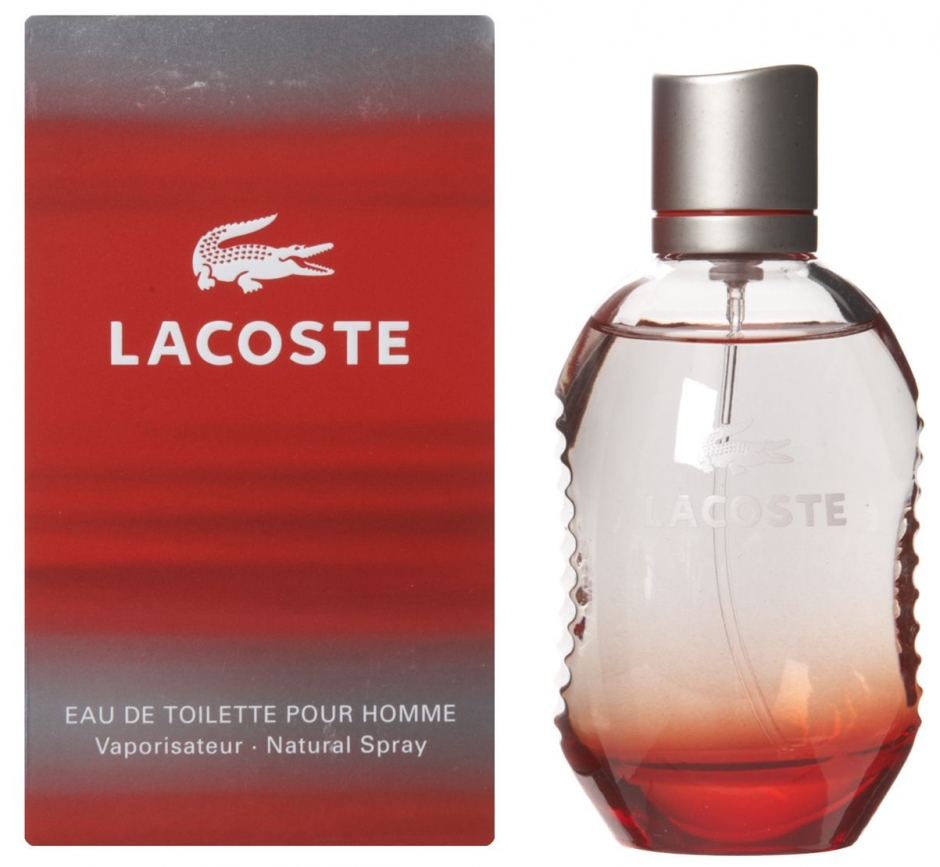 LACOSTE
EAU DE TOILETTE POUR HOMME
Vaporisateur · Natural Spray
LACOSTE